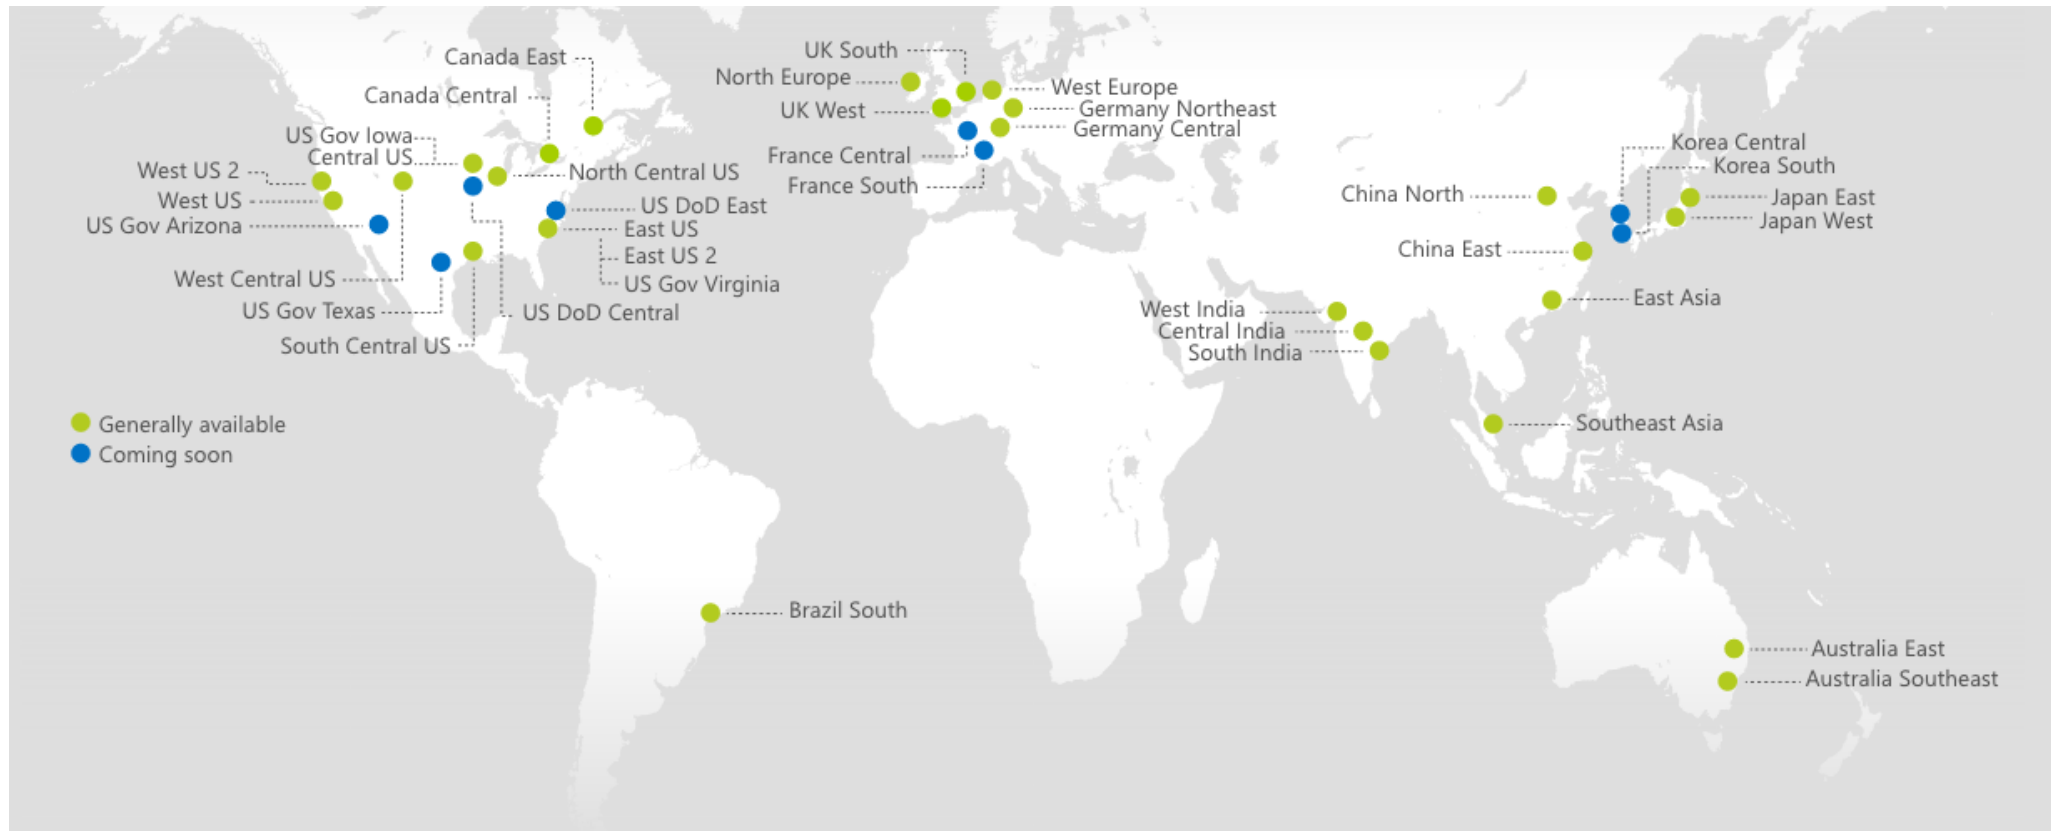 Canada East
Canada Central
US Gov Iowa
Central US
West US 2
West US
US Gov Arizona
West Central US
US Gov Texas
South Central US
North Central US
US DoD East
East US
East US 2
US Gov Virginia
US DoD Central
Generally available
Coming soon
Brazil South
UK South
North Europe
UK West
France Central
France South
West Europe
Germany Northeast
Germany Central
Korea Central
Korea South
China North
Japan East
Japan West
China East
East Asia
West India
Central India
South India
Southeast Asia
Australia East
Australia Southeast